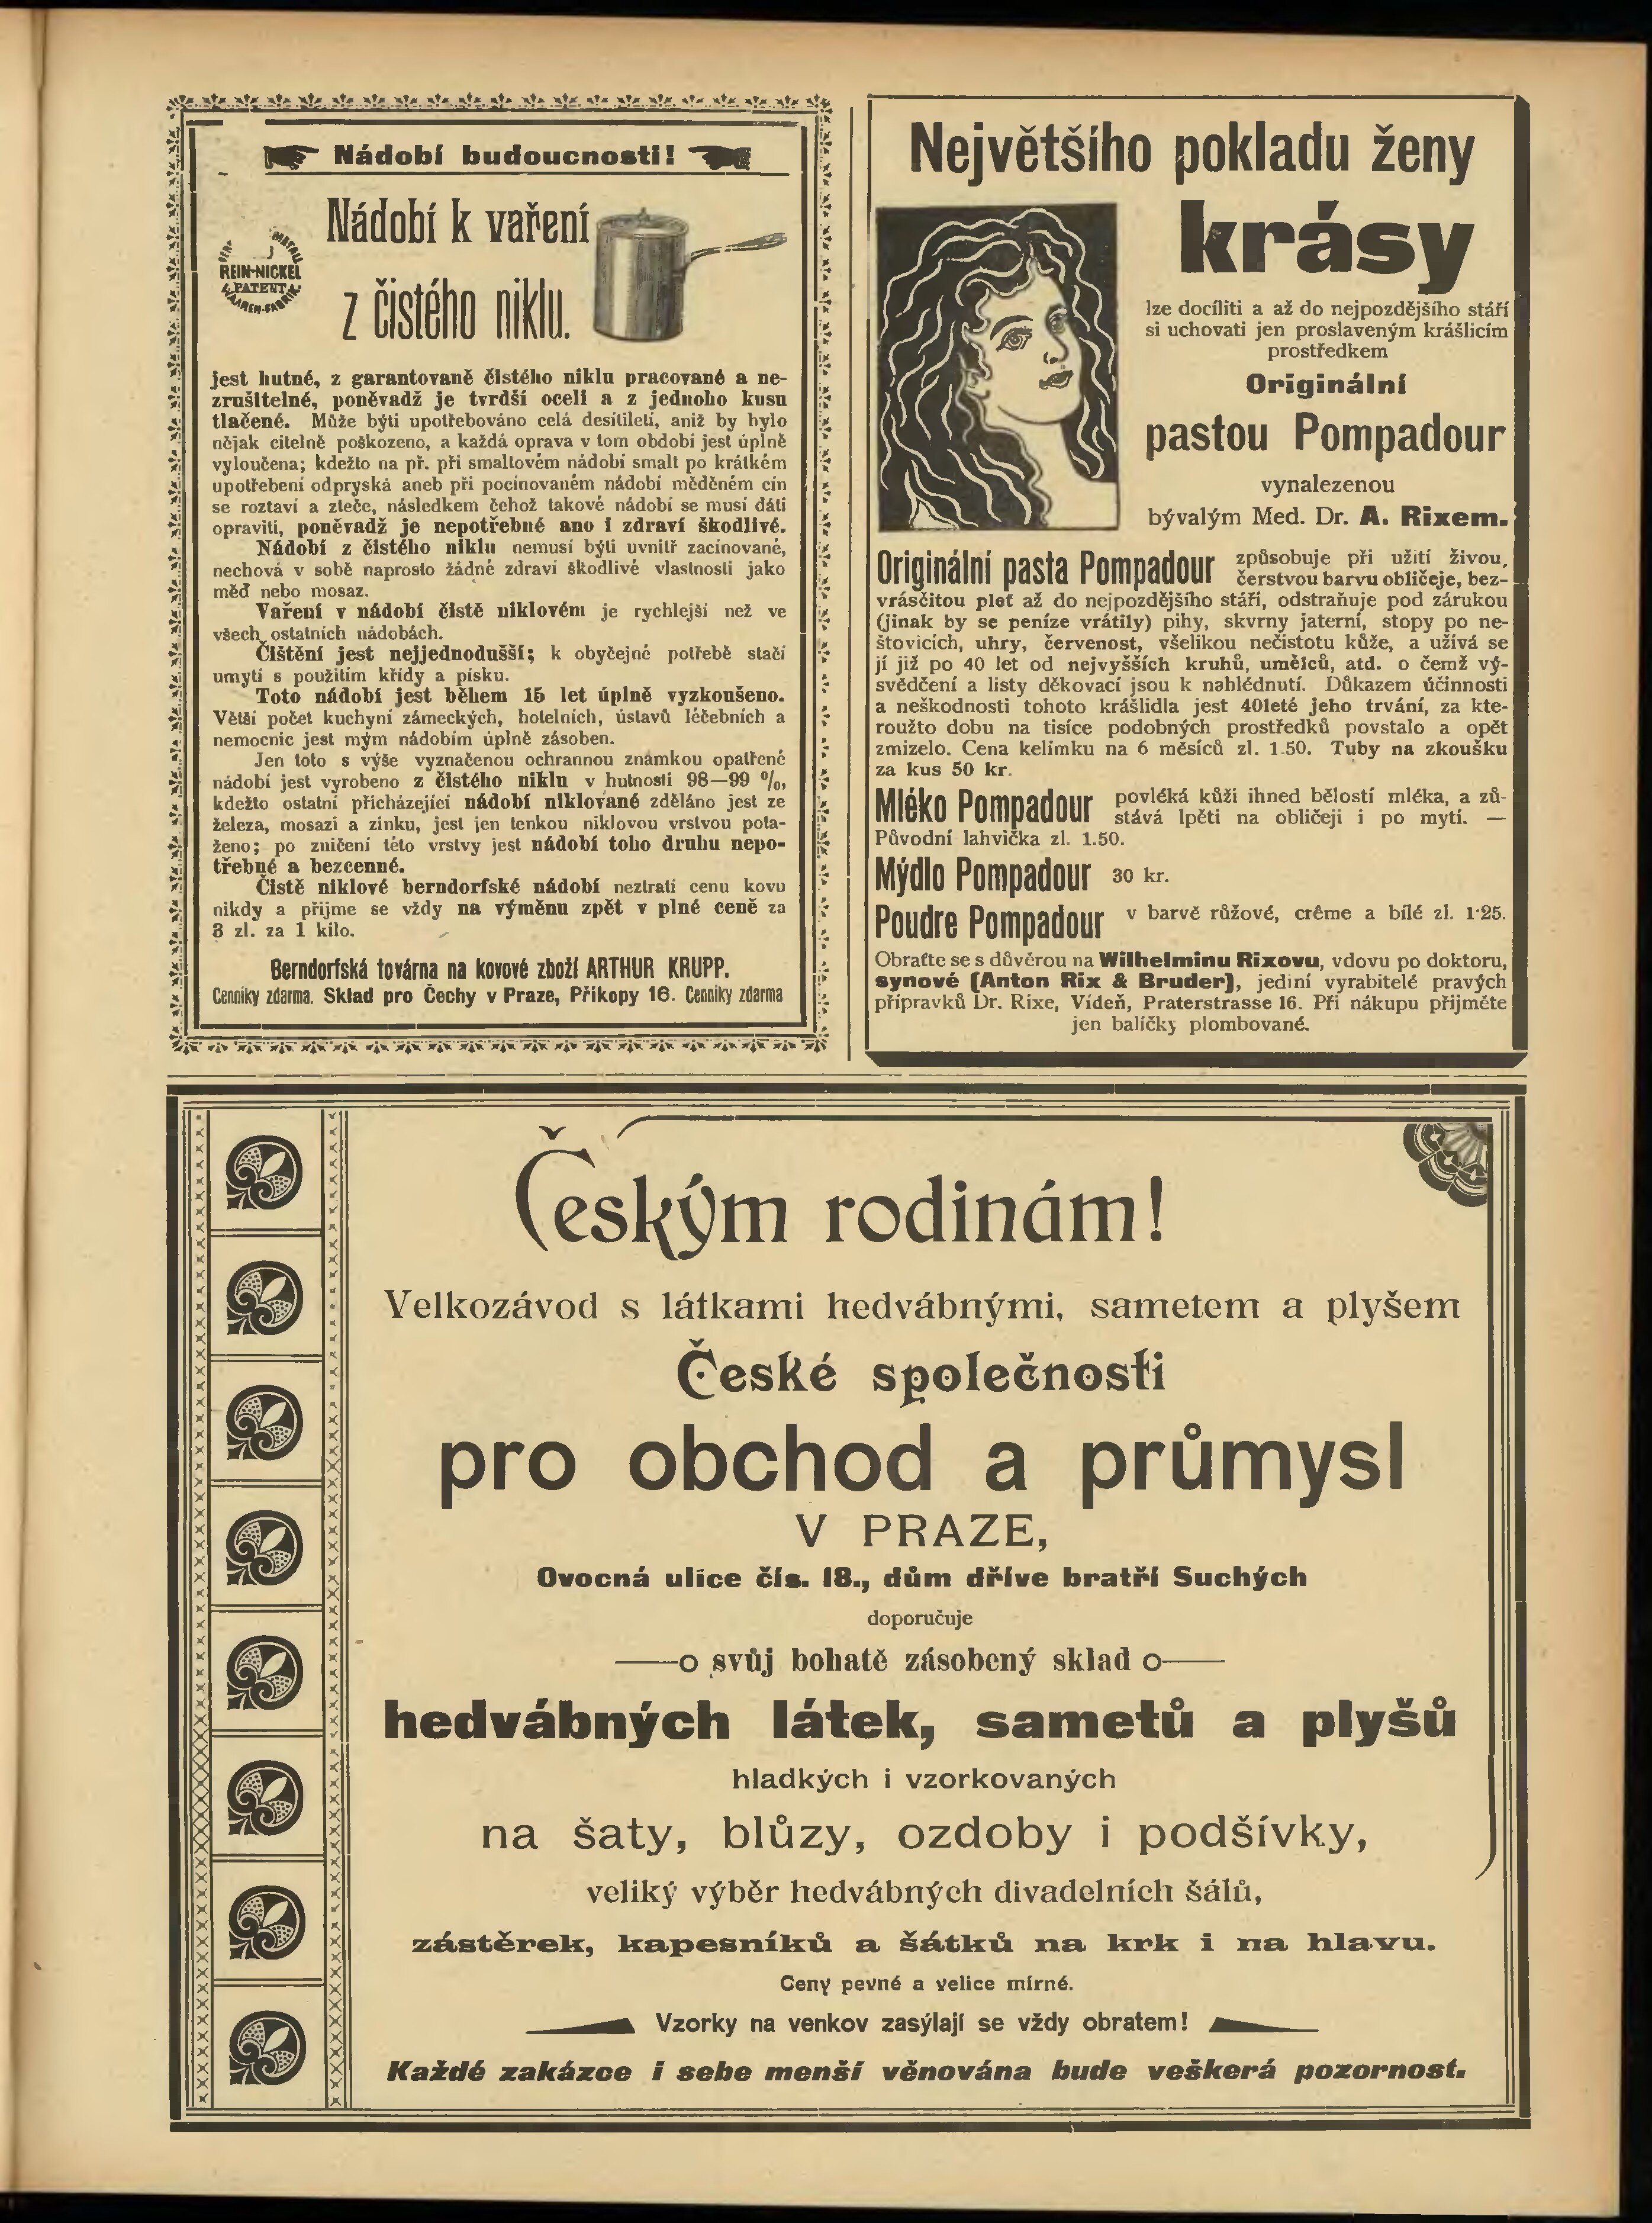 Nádobí budoucnosti!
Nádobí k vaření
z čistého niklu.
REIN-NICKEL
PATENT
jest hutné, z garantovaně čistého niklu pracované a ne-
zrušitelné, poněvadž je tvrdší oceli a z jednoho kusu
tlačené. Může býti upotřebováno celá desítiletí, aniž by bylo
nějak citelně poškozeno, a každá oprava v tom období jest úplně
vyloučena; kdežto na př. při smaltovém nádobí smalt po krátkém
upotřebení odpryská aneb při pocínovaném nádobí měděném cín
se roztaví a zteče, následkem čehož takové nádobí se musí dáti
opraviti, poněvadž je nepotřebné ano i zdraví škodlivé.
Nádobí z čistého niklu nemusí býti uvnitř zacínované,
nechová v sobě naprosto žádné zdraví škodlivé vlastnosti jako
měď nebo mosaz.
Vaření v nádobí čistě niklovém je rychlejší než ve
všech ostatních nádobách.
Čištění jest nejjednodušší; k obyčejné potřebě stačí
umytí s použitím křídy a písku.
Toto nádobí jest během 15 let úplně vyzkoušeno.
Větší počet kuchyní zámeckých, hotelních, ústavů léčebních a
nemocnic jest mým nádobím úplně zásoben.
Jen toto s výše vyznačenou ochrannou známkou opatřené
nádobí jest vyrobeno z čistého niklu v hutnosti 98—99 %,
kdežto ostatní přicházející nádobí niklované zděláno jest ze
železa, mosazi a zinku, jest jen tenkou niklovou vrstvou pota-
ženo; po zničení této vrstvy jest nádobí toho druhu nepo-
třebné a bezcenné.
Čistě niklové berndorfské nádobí neztratí cenu kovu
nikdy a přijme se vždy na výměnu zpět v plné ceně za
3 zl. za 1 kilo.
Berndorfská továrna na kovové zboží ARTHUR KRUPP.
Cenníky zdarma. Sklad pro Čechy v Praze, Příkopy 16. Cenníky zdarma
Největšího pokladu ženy
krásy
lze docíliti a až do nejpozdějšího stáří
si uchovati jen proslaveným krášlicím
prostředkem
Originální
pastou Pompadour
vynalezenou
bývalým Med. Dr. A. Rixem.
Originální pasta Pompadour způsobuje při užití živou,
čerstvou barvu obličeje, bez-
vrásčitou pleť až do nejpozdějšího stáří, odstraňuje pod zárukou
(jinak by se peníze vrátily) pihy, skvrny jaterní, stopy po ne-
štovicích, uhry, červenost, všelikou nečistotu kůže, a užívá se
jí již po 40 let od nejvyšších kruhů, umělců, atd. o čemž vy-
svědčení a listy děkovací jsou k nahlédnutí. Důkazem účinnosti
a neškodnosti tohoto krášlidla jest 40leté jeho trvání, za kte-
roužto dobu na tisíce podobných prostředků povstalo a opět
zmizelo. Cena kelímku na 6 měsíců zl. 1.50. Tuby na zkoušku
za kus 50 kr.
Mléko Pompadour povléká kůži ihned bělostí mléka, a zů-
stává lpěti na obličeji i po mytí. —
Původní lahvička zl. 1.50.
Mýdlo Pompadour 30 kr.
Poudre Pompadour v barvě růžové, crême a bílé zl. 1·25.
Obraťte se s důvěrou na Wilhelminu Rixovu, vdovu po doktoru,
synové (Anton Rix & Bruder), jediní vyrabitelé pravých
přípravků Dr. Rixe, Vídeň, Praterstrasse 16. Při nákupu přijměte
jen balíčky plombované.
Českým rodinám!
Velkozávod s látkami hedvábnými, sametem a plyšem
České společnosti
pro obchod a průmysl
V PRAZE,
Ovocná ulice čís. 18., dům dříve bratří Suchých
doporučuje
—o svůj bohatě zásobený sklad o—
hedvábných látek, sametů a plyšů
hladkých i vzorkovaných
na šaty, blůzy, ozdoby i podšívky,
veliký výběr hedvábných divadelních šálů,
zástěrek, kapesníků a šátků na krk i na hlavu.
Ceny pevné a velice mírné.
Vzorky na venkov zasýlají se vždy obratem!
Každé zakázce i sebe menší věnována bude veškerá pozornost.